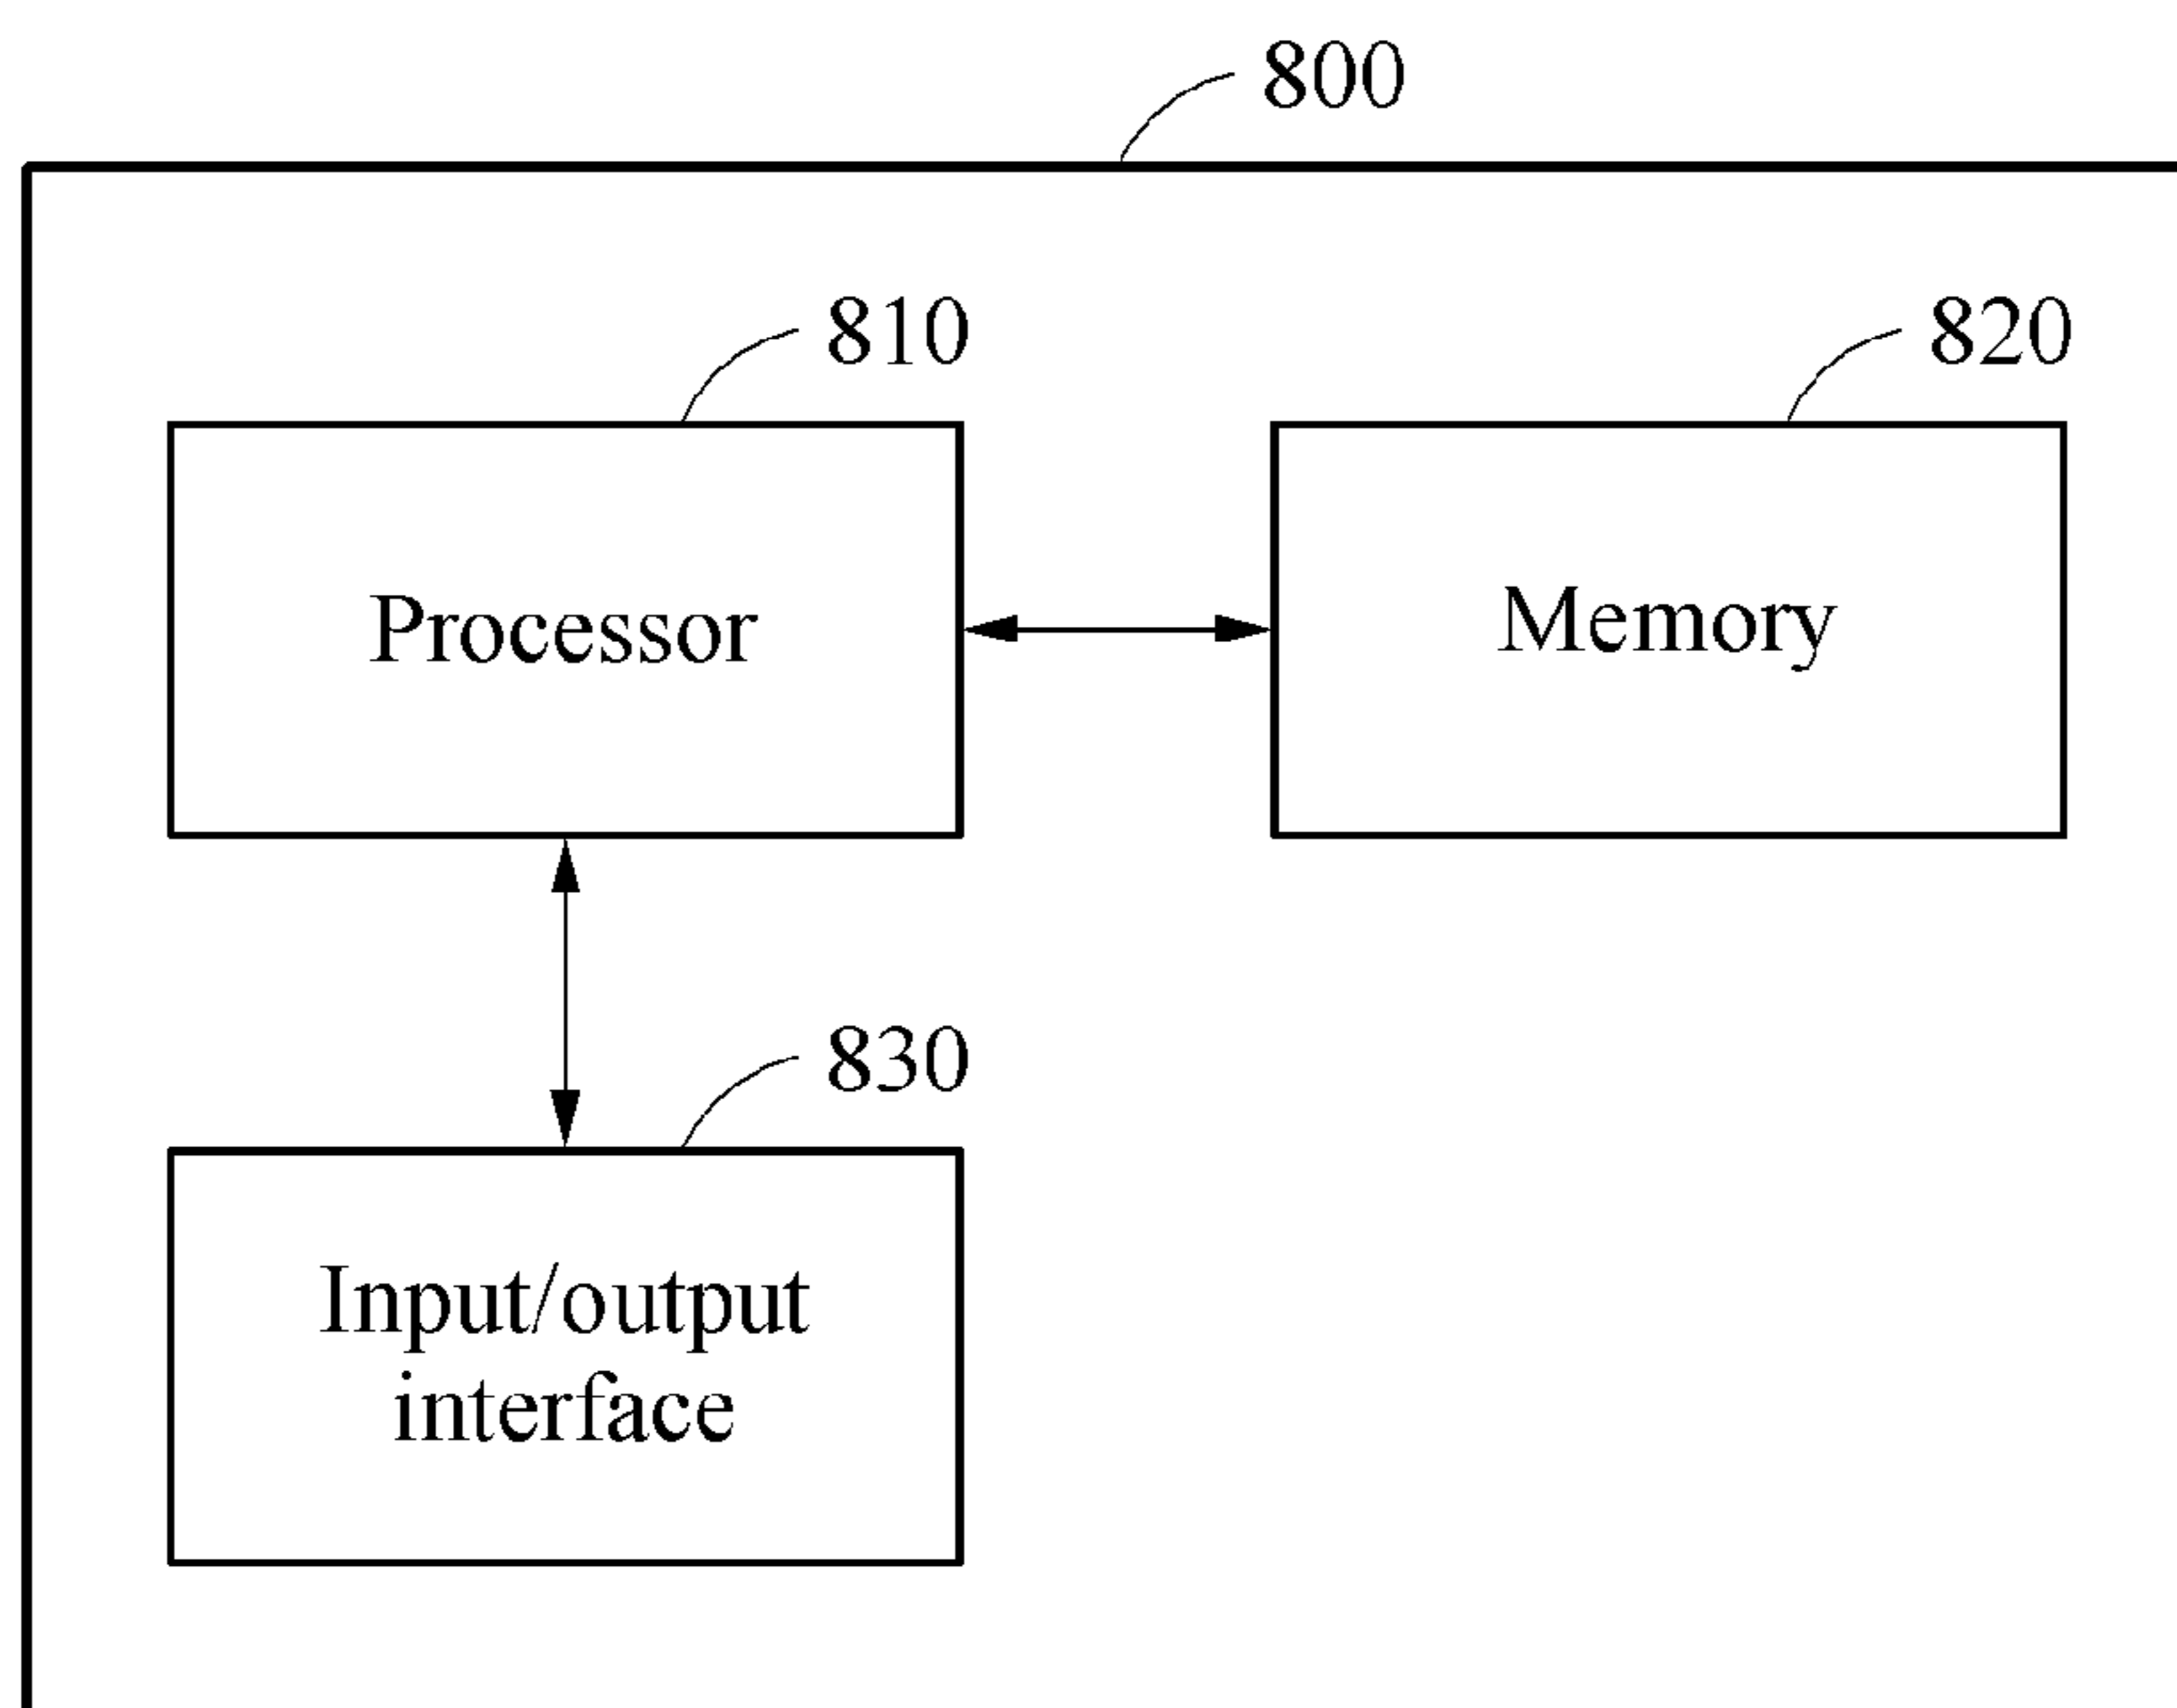 800
810
820
Processor
Memory
830
Input/output
interface